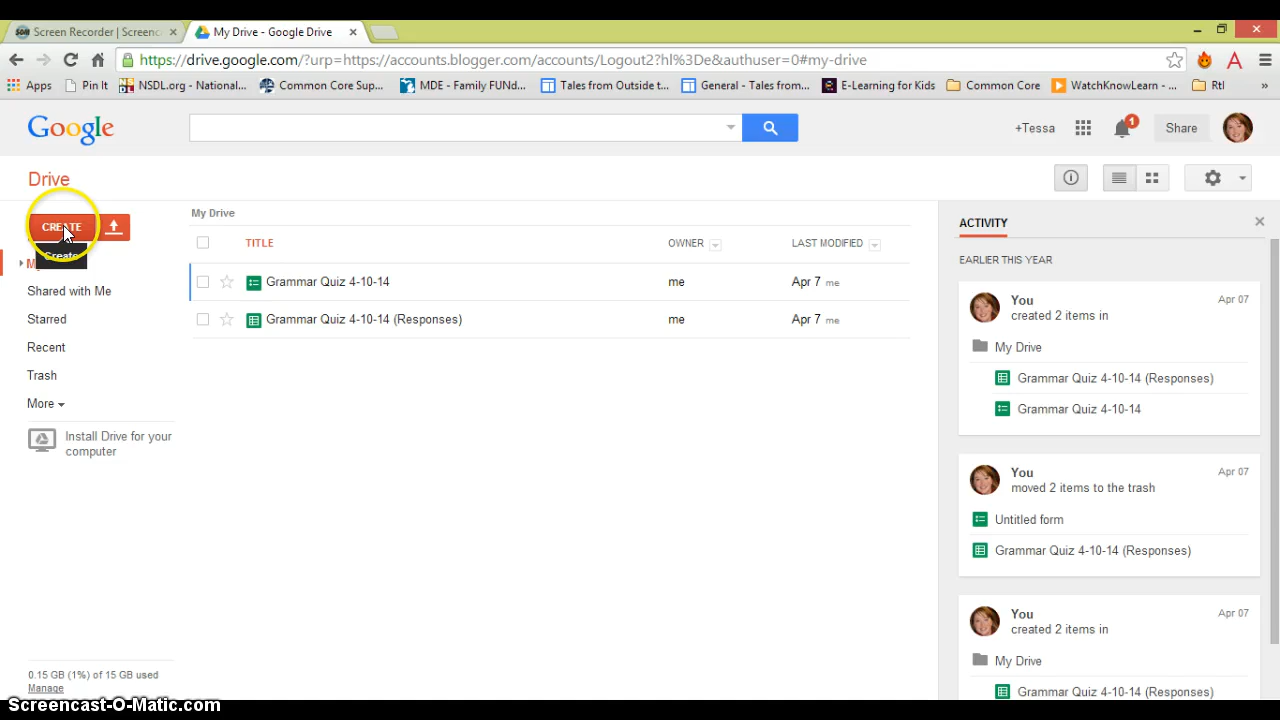 Screen Recorder | Screenc
My Drive - Google Drive
https://drive.google.com/?urp=https://accounts.blogger.com/accounts/Logout2?hl%3De&authuser=0#my-drive
Apps
Pin It
NSDL.org - National...
Common Core Sup...
MDE - Family FUNd...
Tales from Outside t...
General - Tales from...
E-Learning for Kids
Common Core
WatchKnowLearn - ...
RtI
»
Google
+Tessa
1
Share
Drive
CREATE
Create
Shared with Me
Starred
Recent
Trash
More
Install Drive for your
computer
0.15 GB (1%) of 15 GB used
Manage
My Drive
TITLE
OWNER
LAST MODIFIED
Grammar Quiz 4-10-14
me
Apr 7 me
Grammar Quiz 4-10-14 (Responses)
me
Apr 7 me
ACTIVITY
EARLIER THIS YEAR
You
Apr 07
created 2 items in
My Drive
Grammar Quiz 4-10-14 (Responses)
Grammar Quiz 4-10-14
You
Apr 07
moved 2 items to the trash
Untitled form
Grammar Quiz 4-10-14 (Responses)
You
Apr 07
created 2 items in
My Drive
Grammar Quiz 4-10-14 (Responses)
Screencast-O-Matic.com